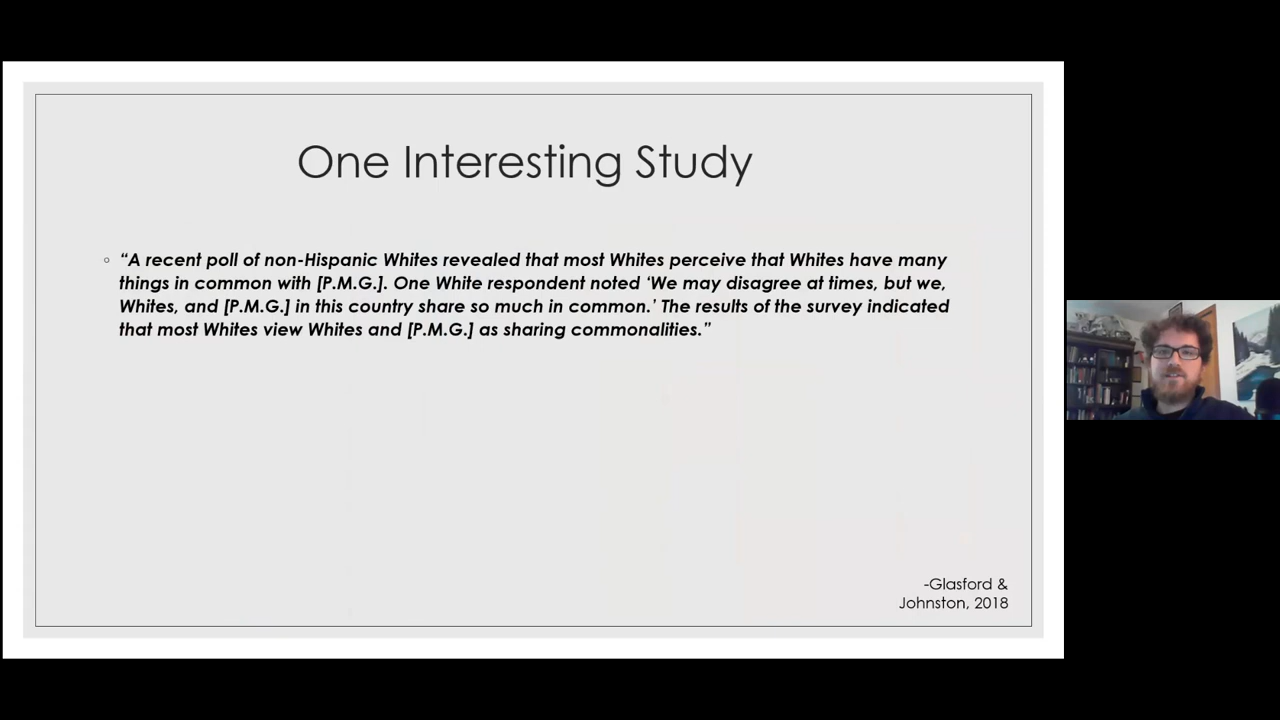 One Interesting Study
“A recent poll of non-Hispanic Whites revealed that most Whites perceive that Whites have many
things in common with [P.M.G.]. One White respondent noted ‘We may disagree at times, but we,
Whites, and [P.M.G.] in this country share so much in common.’ The results of the survey indicated
that most Whites view Whites and [P.M.G.] as sharing commonalities.”
-Glasford &
Johnston, 2018